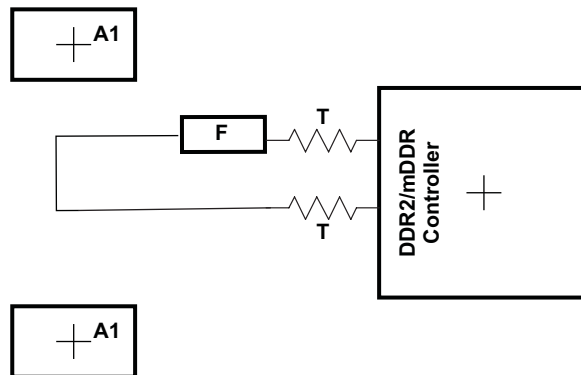 A1
T
F
DDR2/mDDR
Controller
T
A1